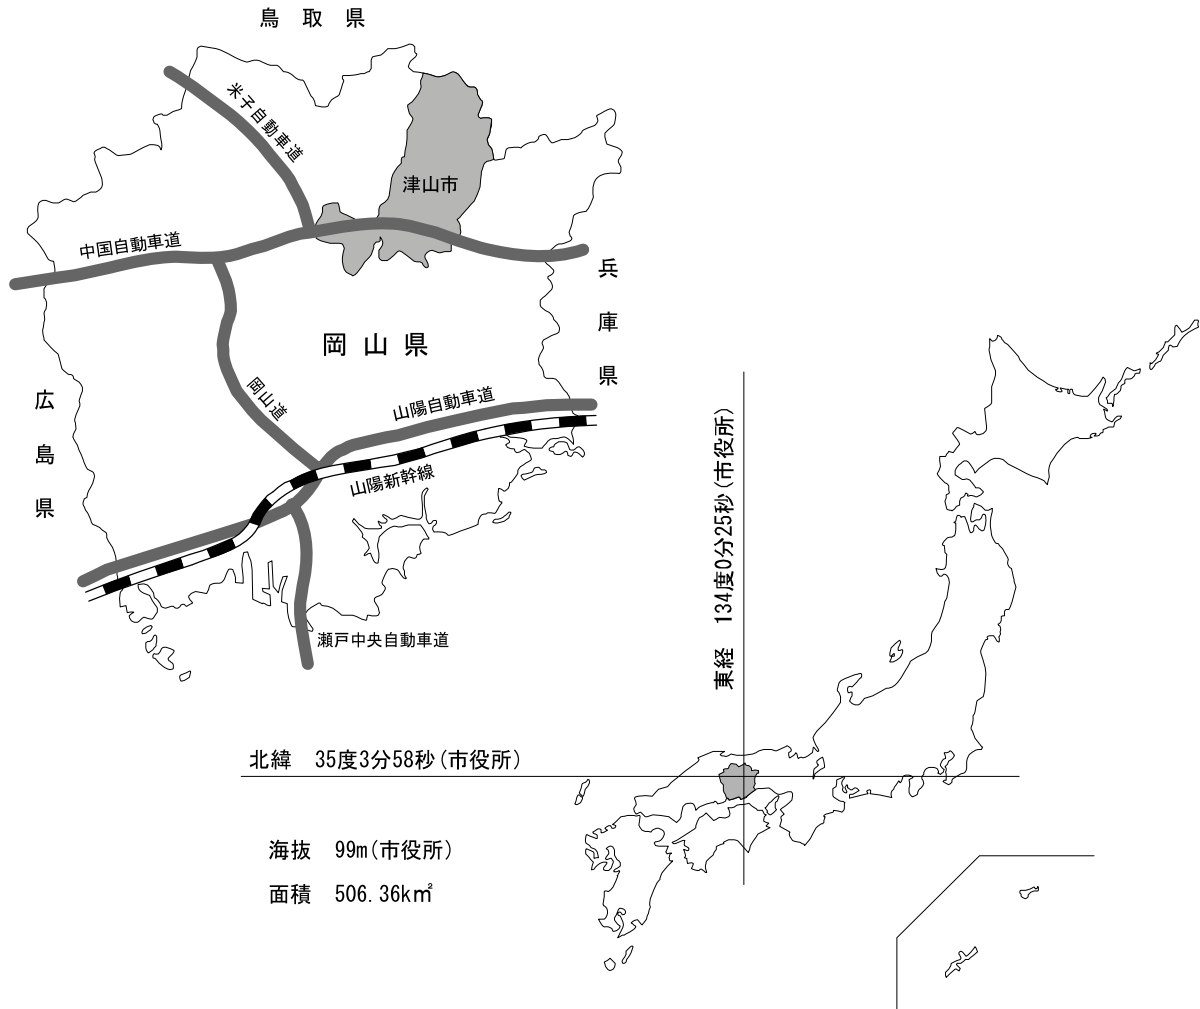 鳥取県
米子自動車道
津山市
中国自動車道
兵庫県
岡山県
広島県
岡山道
山陽自動車道
山陽新幹線
瀬戸中央自動車道
東経 134度0分25秒(市役所)
北緯 35度3分58秒(市役所)
海抜 99m(市役所)
面積 506.36k㎡